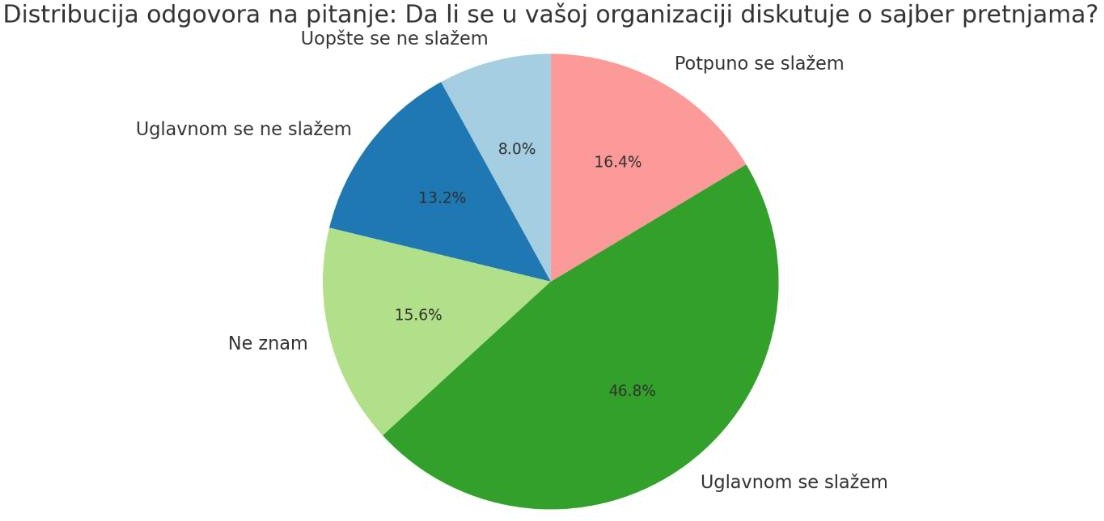 Distribucija odgovora na pitanje: Da li se u vašoj organizaciji diskutuje o sajber pretnjama?
Uopšte se ne slažem
Potpuno se slažem
Uglavnom se ne slažem
8.0%
16.4%
13.2%
15.6%
Ne znam
46.8%
Uglavnom se slažem